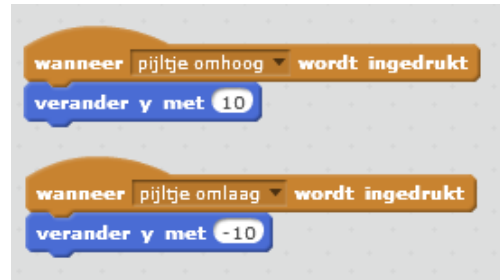 wanneer pijltje omhoog wordt ingedrukt
verander y met 10
wanneer pijltje omlaag wordt ingedrukt
verander y met -10